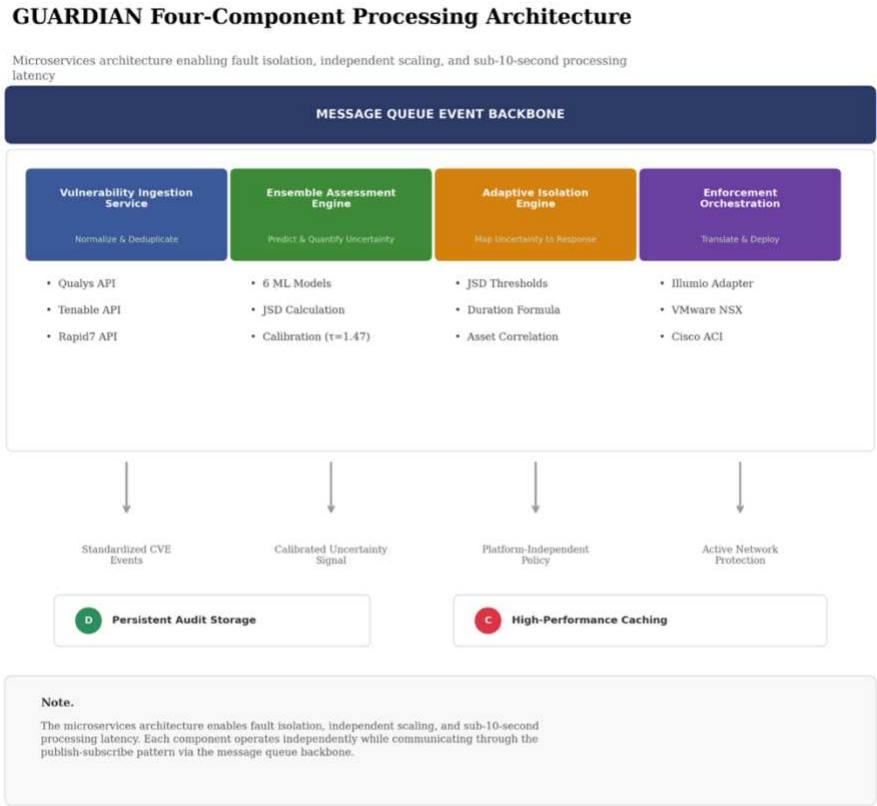 GUARDIAN Four-Component Processing Architecture
Microservices architecture enabling fault isolation, independent scaling, and sub-10-second processing
latency
MESSAGE QUEUE EVENT BACKBONE
Vulnerability Ingestion
Service
Normalize & Deduplicate
• Qualys API
• Tenable API
• Rapid7 API
Ensemble Assessment
Engine
Predict & Quantify Uncertainty
• 6 ML Models
• JSD Calculation
• Calibration (τ=1.47)
Adaptive Isolation
Engine
Map Uncertainty to Response
• JSD Thresholds
• Duration Formula
• Asset Correlation
Enforcement
Orchestration
Translate & Deploy
• Illumio Adapter
• VMware NSX
• Cisco ACI
Standardized CVE
Events
Calibrated Uncertainty
Signal
Platform-Independent
Policy
Active Network
Protection
D Persistent Audit Storage
C High-Performance Caching
Note.
The microservices architecture enables fault isolation, independent scaling, and sub-10-second
processing latency. Each component operates independently while communicating through the
publish-subscribe pattern via the message queue backbone.